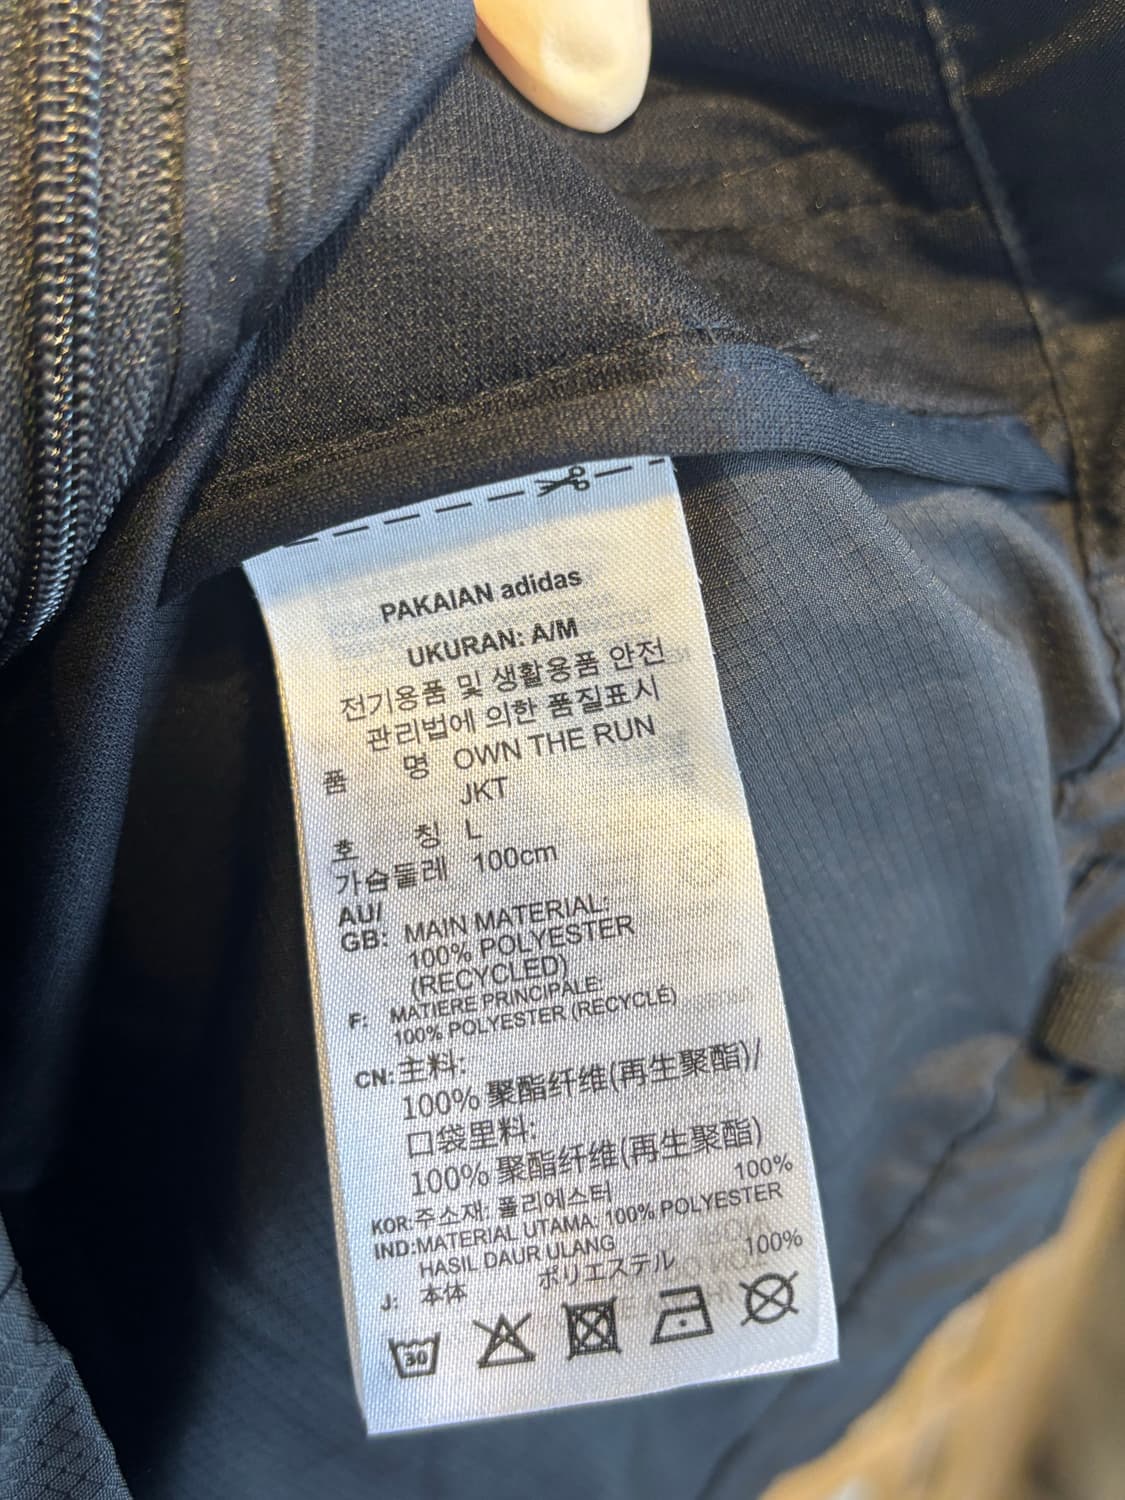 PAKAIAN adidas
UKURAN: A/M
전기용품 및 생활용품 안전
관리법에 의한 품질표시
품 명 OWN THE RUN
JKT
호 칭 L
가슴둘레 100cm
AU/
GB: MAIN MATERIAL:
100% POLYESTER
(RECYCLED)
F: MATIERE PRINCIPALE:
100% POLYESTER (RECYCLÉ)
CN: 主料:
100% 聚酯纤维(再生聚酯)/
口袋里料:
100% 聚酯纤维(再生聚酯)
KOR: 주소재: 폴리에스터 100%
IND: MATERIAL UTAMA: 100% POLYESTER
HASIL DAUR ULANG
J: 本体 ポリエステル 100%
30